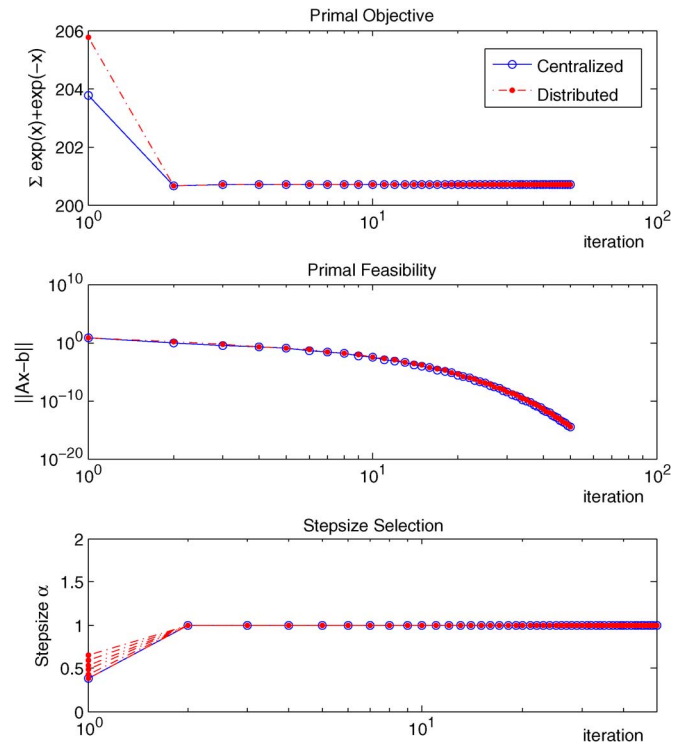 Primal Objective
206
204
202
200
Σ exp(x)+exp(−x)
Centralized
Distributed
10^0
10^1
10^2
iteration
Primal Feasibility
10^10
10^0
10^−10
10^−20
||Ax−b||
10^0
10^1
10^2
iteration
Stepsize Selection
2
1.5
1
0.5
0
Stepsize α
10^0
10^1
iteration